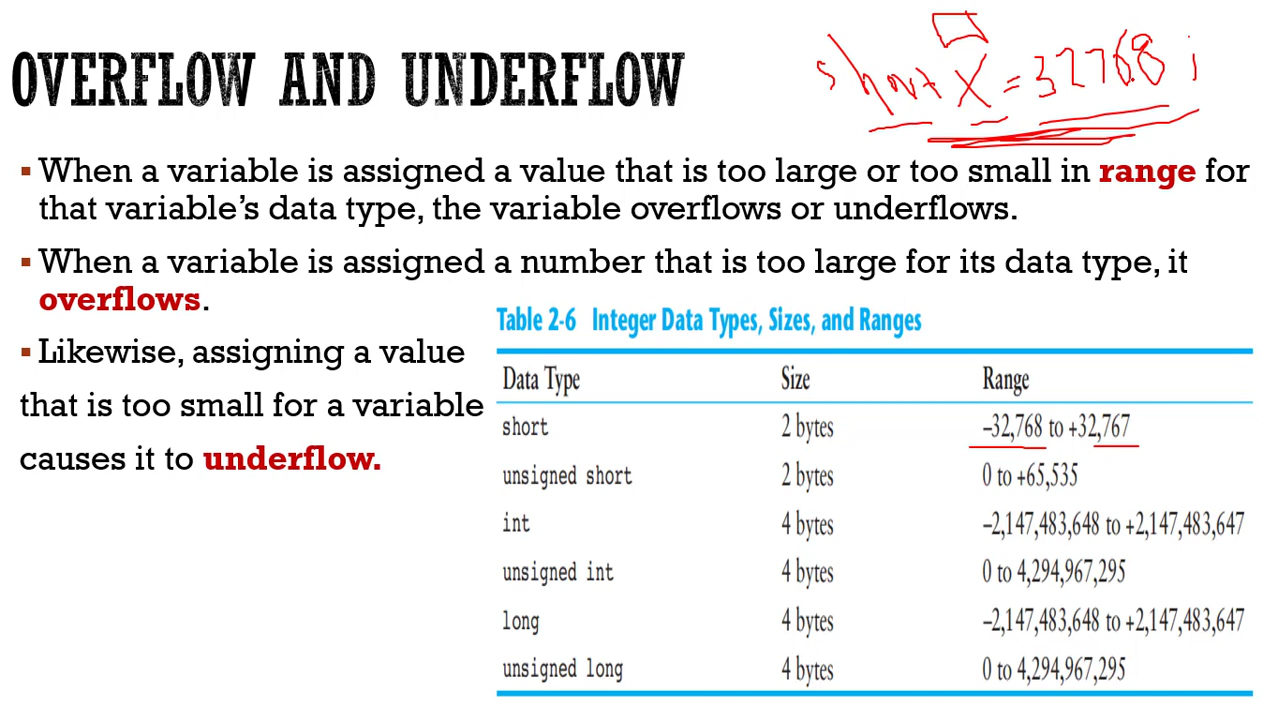 OVERFLOW AND UNDERFLOW
short x = 32768 ;
▪ When a variable is assigned a value that is too large or too small in range for
that variable’s data type, the variable overflows or underflows.
▪ When a variable is assigned a number that is too large for its data type, it
overflows.
▪ Likewise, assigning a value
that is too small for a variable
causes it to underflow.
Table 2-6 Integer Data Types, Sizes, and Ranges
Data Type Size Range
short 2 bytes –32,768 to +32,767
unsigned short 2 bytes 0 to +65,535
int 4 bytes –2,147,483,648 to +2,147,483,647
unsigned int 4 bytes 0 to 4,294,967,295
long 4 bytes –2,147,483,648 to +2,147,483,647
unsigned long 4 bytes 0 to 4,294,967,295